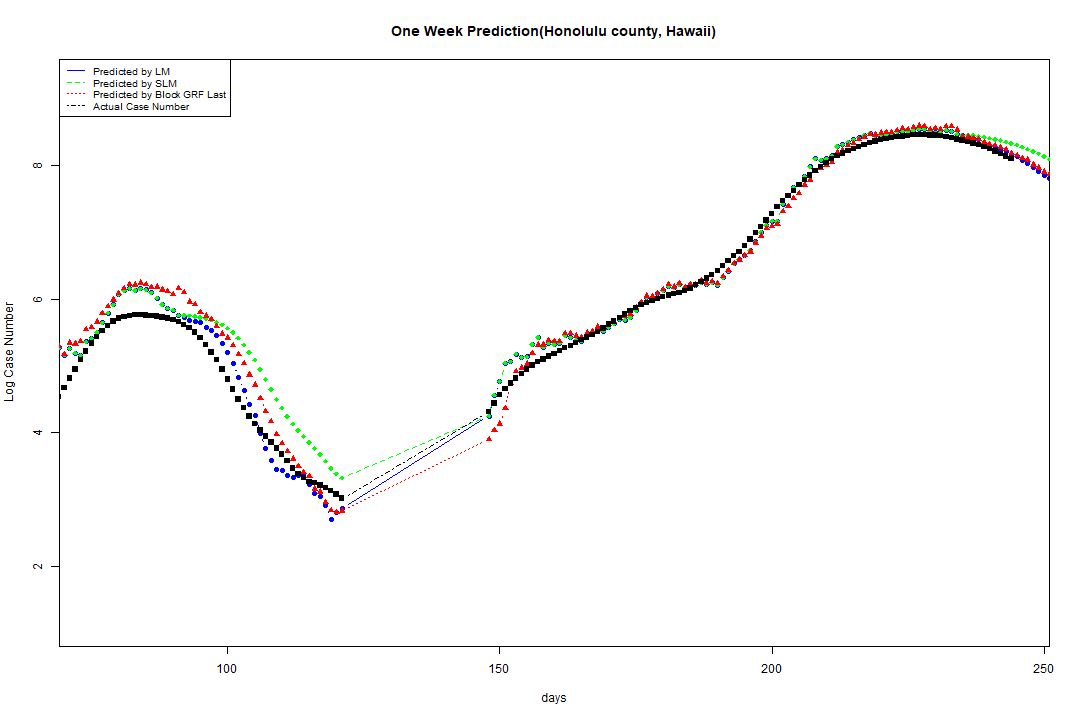 One Week Prediction(Honolulu county, Hawaii)
Predicted by LM
Predicted by SLM
Predicted by Block GRF Last
Actual Case Number
Log Case Number
8
6
4
2
100
150
200
250
days